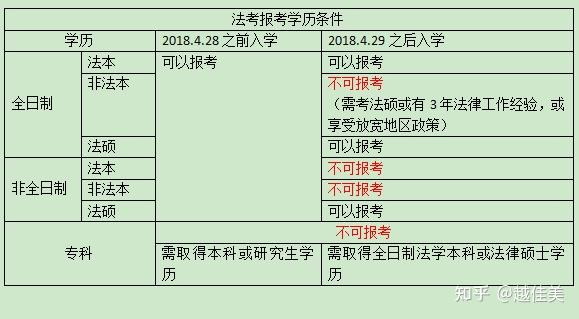 法考报考学历条件
学历 2018.4.28之前入学 2018.4.29之后入学
全日制 法本 可以报考 可以报考
非法本 不可报考
（需考法硕或有3年法律工作经验，或
享受放宽地区政策）
法硕 可以报考
非全日制 法本 不可报考
非法本 不可报考
法硕 可以报考
专科 不可报考
需取得本科或研究生学 需取得全日制法学本科或法律硕士学
历 历
知乎 @越佳美